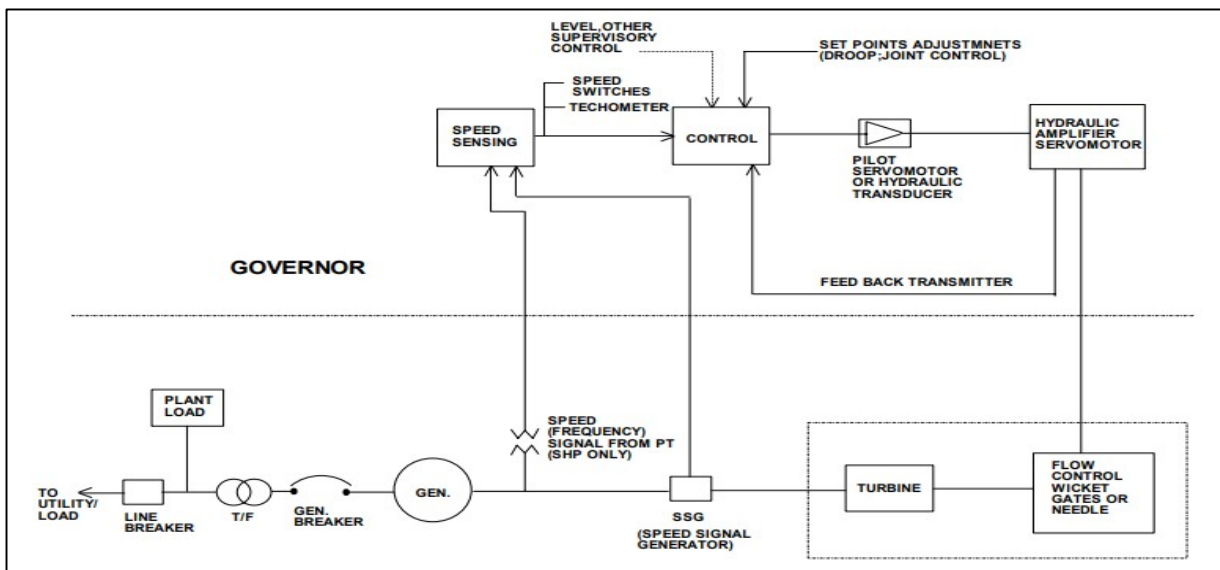 LEVEL,OTHER
SUPERVISORY
CONTROL
SET POINTS ADJUSTMNETS
(DROOP;JOINT CONTROL)
SPEED
SWITCHES
TECHOMETER
SPEED
SENSING
CONTROL
HYDRAULIC
AMPLIFIER
SERVOMOTOR
PILOT
SERVOMOTOR
OR HYDRAULIC
TRANSDUCER
GOVERNOR
FEED BACK TRANSMITTER
PLANT
LOAD
SPEED
(FREQUENCY)
SIGNAL FROM PT
(SHP ONLY)
TO
UTILITY/
LOAD
LINE
BREAKER
T/F
GEN.
BREAKER
GEN.
SSG
(SPEED SIGNAL
GENERATOR)
TURBINE
FLOW
CONTROL
WICKET
GATES OR
NEEDLE